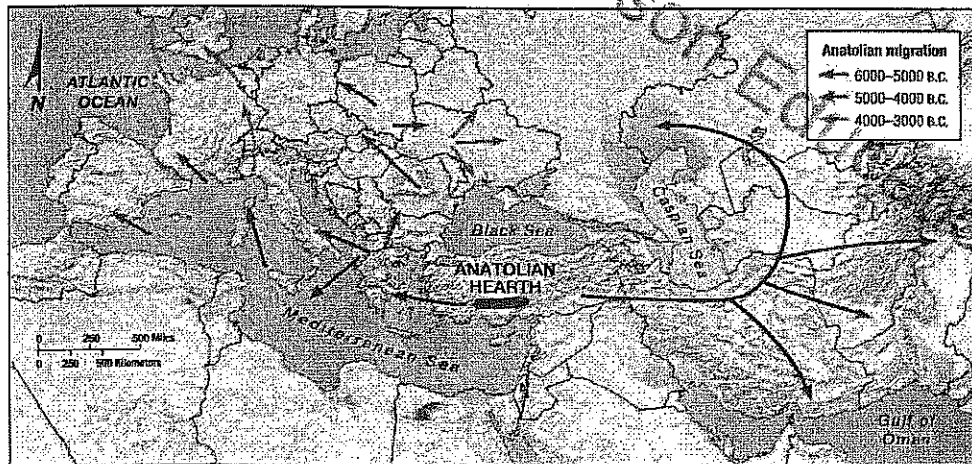 ATLANTIC
OCEAN
N
Anatolian migration
6000–5000 B.C.
5000–4000 B.C.
4000–3000 B.C.
Caspian Sea
Black Sea
ANATOLIAN
HEARTH
Mediterranean Sea
0 250 500 Miles
0 250 500 Kilometers
Gulf of
Oman